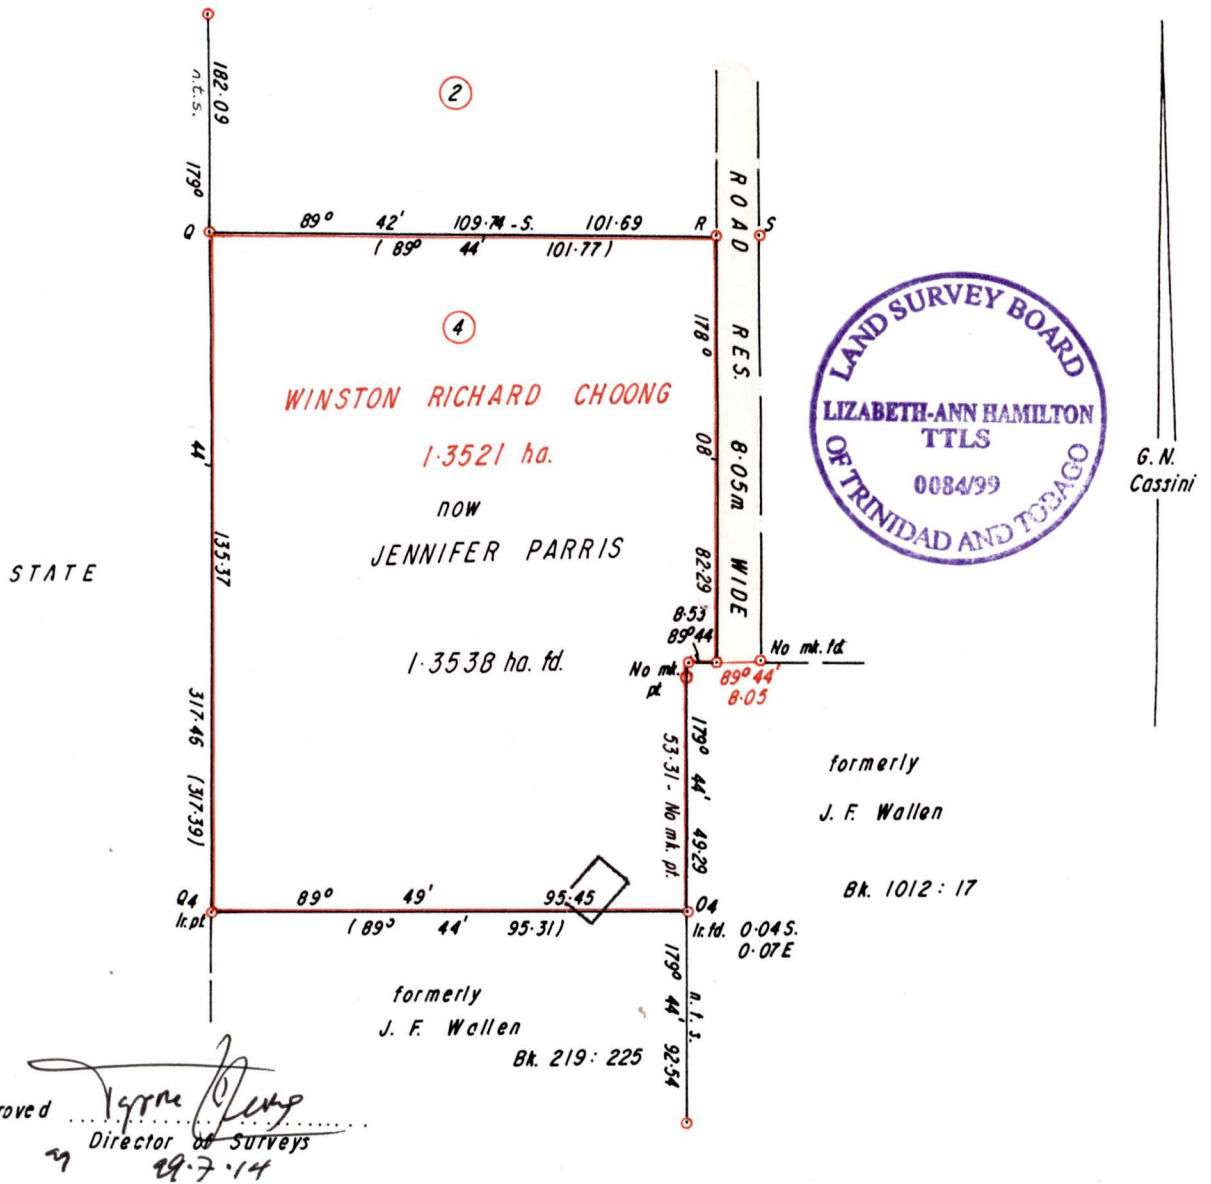 2
182·09
n.t.s.
179°
Q
89° 42' 109·74 - S. 101·69 R
S
( 89° 44' 101·77)
ROAD RES. 8·05m WIDE
178° 08' 82·29
4
WINSTON RICHARD CHOONG
1·3521 ha.
now
JENNIFER PARRIS
1·3538 ha. fd.
STATE
44'
135·37
317·46 (317·39)
LAND SURVEY BOARD
LIZABETH-ANN HAMILTON
TTLS
0084/99
OF TRINIDAD AND TOBAGO
G. N.
Cassini
8·53
89°44
No mk.
pt
No mk. fd.
89° 44'
8·05
179° 44' 49·29
53·31 - No mk. pt.
formerly
J. F. Wallen
Bk. 1012 : 17
Q4
Ir. pt
89° 49' 95·45
( 89° 44' 95·31)
O4
Ir. fd. 0·04 S.
0·07 E
n.t.s.
179° 44' 92·54
formerly
J. F. Wallen
Bk. 219 : 225
roved
Director of Surveys
29·7·14